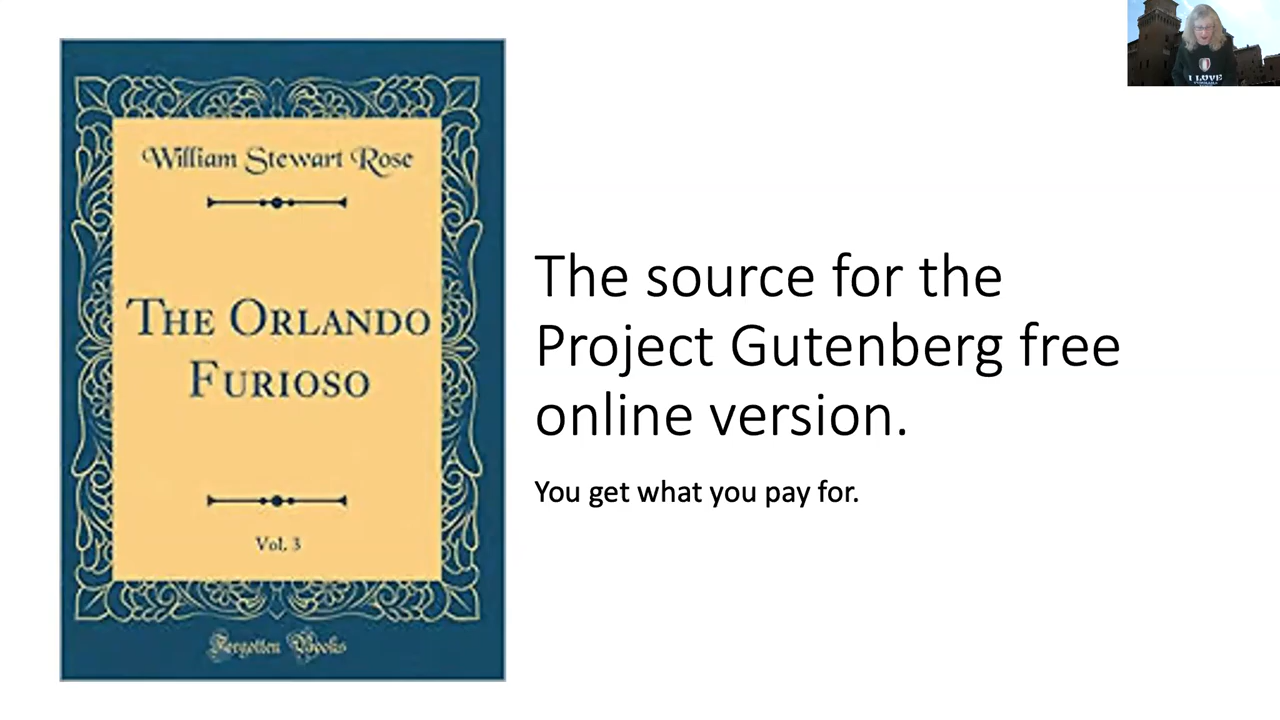 William Stewart Rose
The Orlando
Furioso
Vol. 3
Forgotten Books
The source for the
Project Gutenberg free
online version.
You get what you pay for.
I LOVE